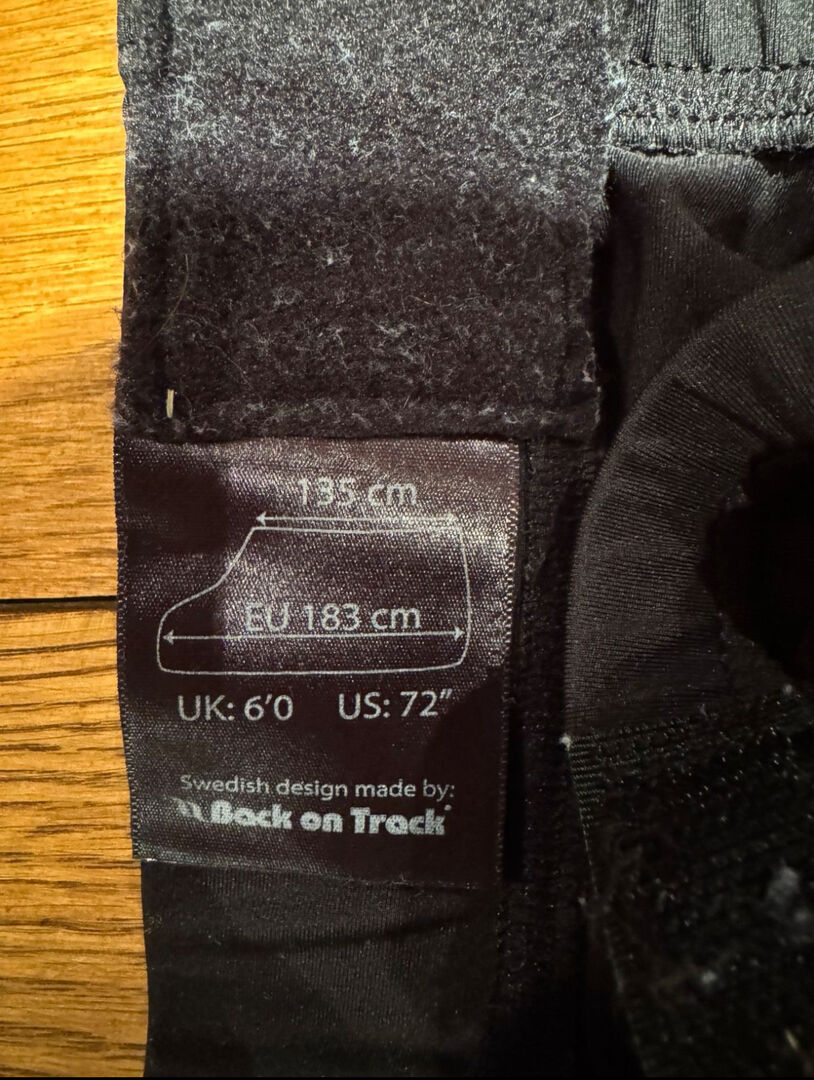 135 cm
EU 183 cm
UK: 6'0 US: 72"
Swedish design made by:
Back on Track®